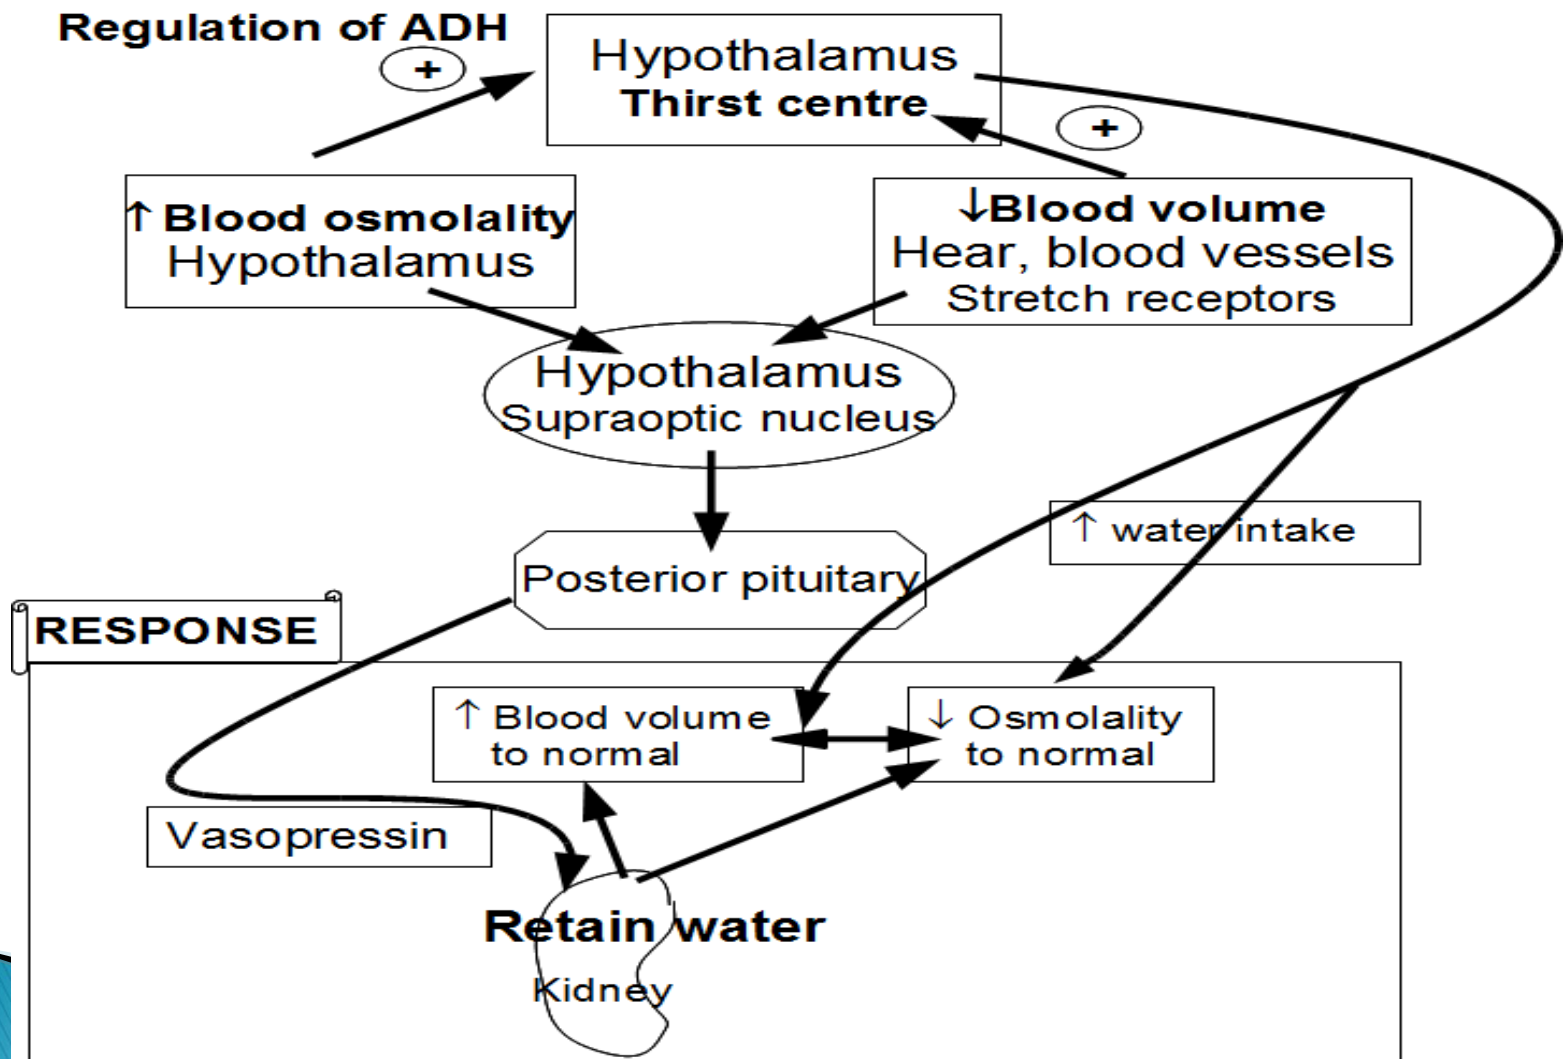 Regulation of ADH
+
Hypothalamus
Thirst centre
+
↑ Blood osmolality
Hypothalamus
↓Blood volume
Hear, blood vessels
Stretch receptors
Hypothalamus
Supraoptic nucleus
↑ water intake
Posterior pituitary
RESPONSE
↑ Blood volume
to normal
↓ Osmolality
to normal
Vasopressin
Retain water
Kidney